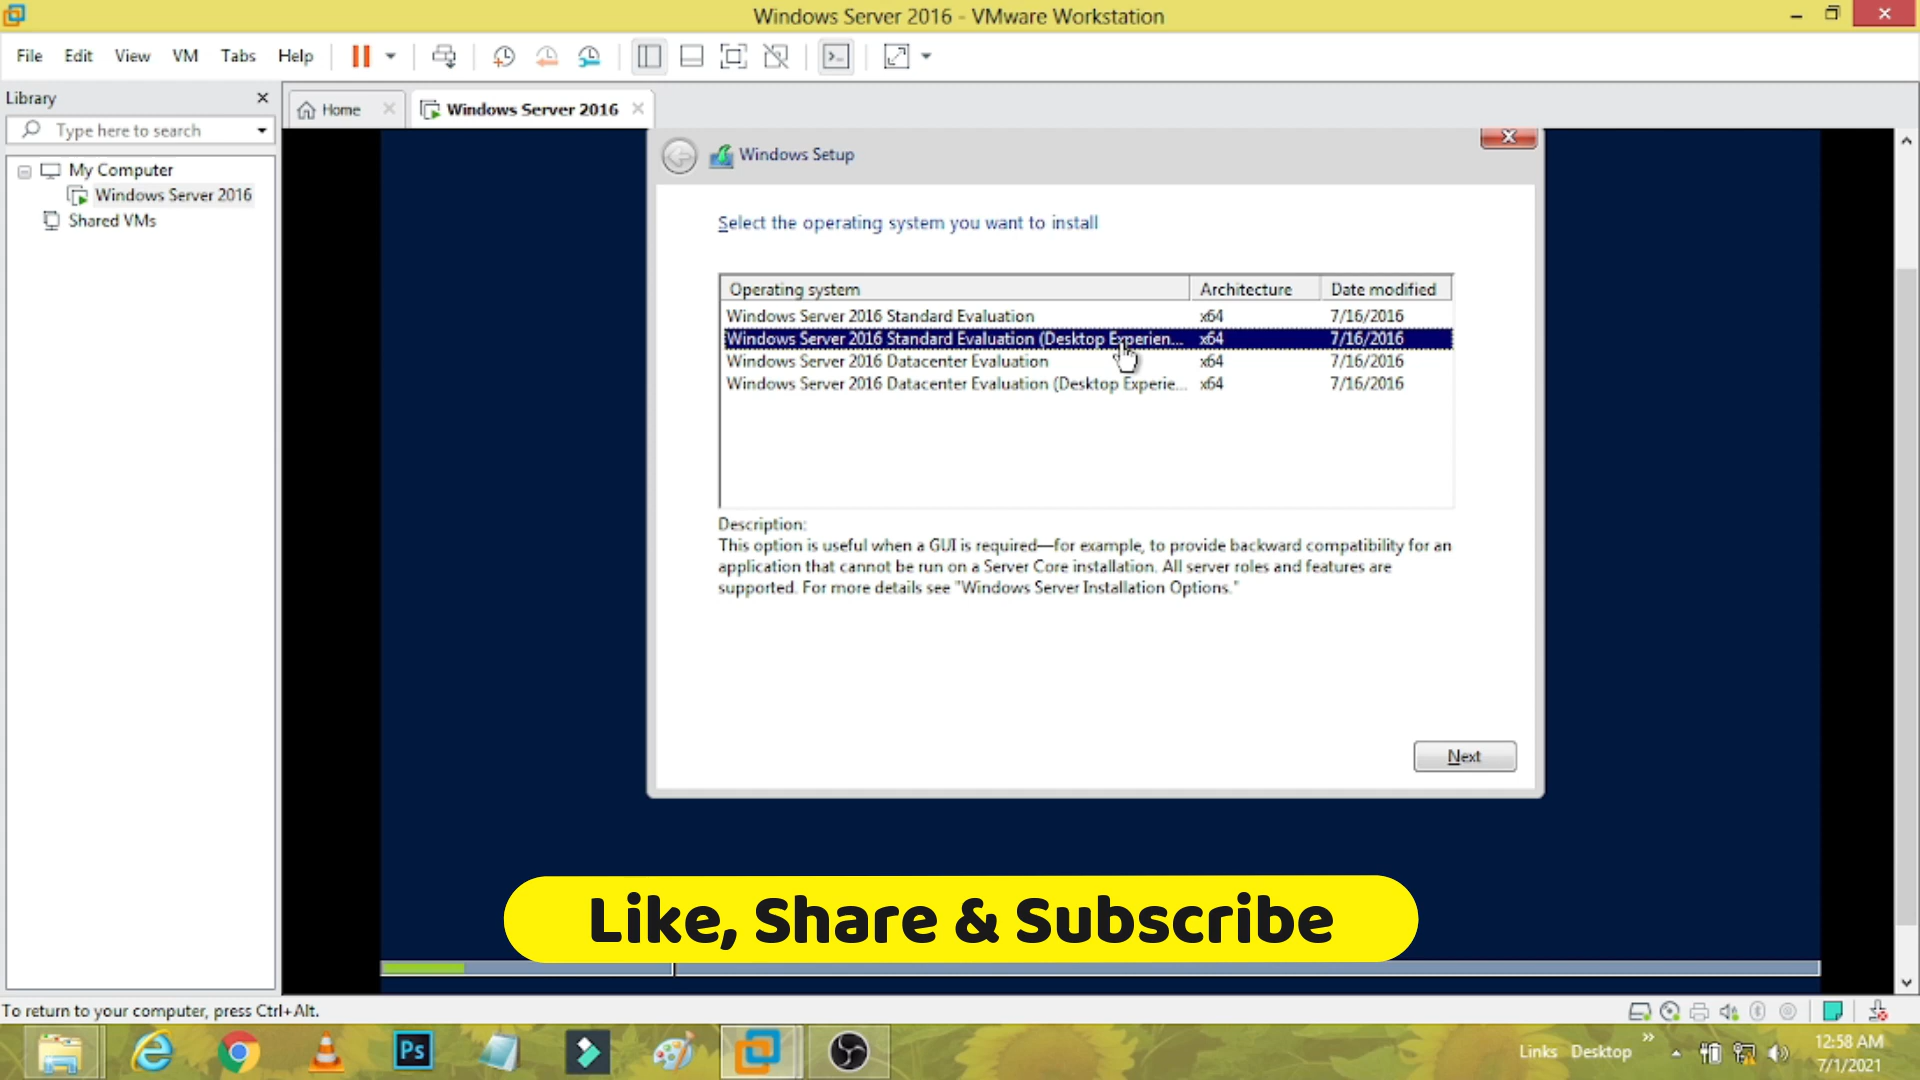 Windows Server 2016 - VMware Workstation
File Edit View VM Tabs Help
Library
Home
Windows Server 2016
Type here to search
My Computer
Windows Server 2016
Shared VMs
Windows Setup
Select the operating system you want to install
Operating system Architecture Date modified
Windows Server 2016 Standard Evaluation x64 7/16/2016
Windows Server 2016 Standard Evaluation (Desktop Experien... x64 7/16/2016
Windows Server 2016 Datacenter Evaluation x64 7/16/2016
Windows Server 2016 Datacenter Evaluation (Desktop Experie... x64 7/16/2016
Description:
This option is useful when a GUI is required—for example, to provide backward compatibility for an
application that cannot be run on a Server Core installation. All server roles and features are
supported. For more details see "Windows Server Installation Options."
Next
Like, Share & Subscribe
To return to your computer, press Ctrl+Alt.
Ps
Links Desktop
12:58 AM
7/1/2021